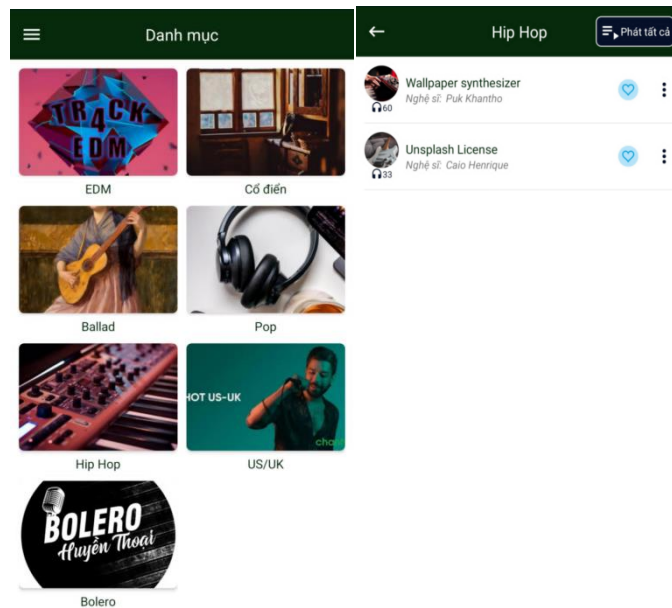 Danh mục
TR4CK
EDM
EDM
Cổ điển
Ballad
Pop
HOT US-UK
Hip Hop
US/UK
BOLERO
Huyền Thoại
Bolero
Hip Hop
Phát tất cả
Wallpaper synthesizer
Nghệ sĩ: Puk Khantho
60
Unsplash License
Nghệ sĩ: Caio Henrique
33